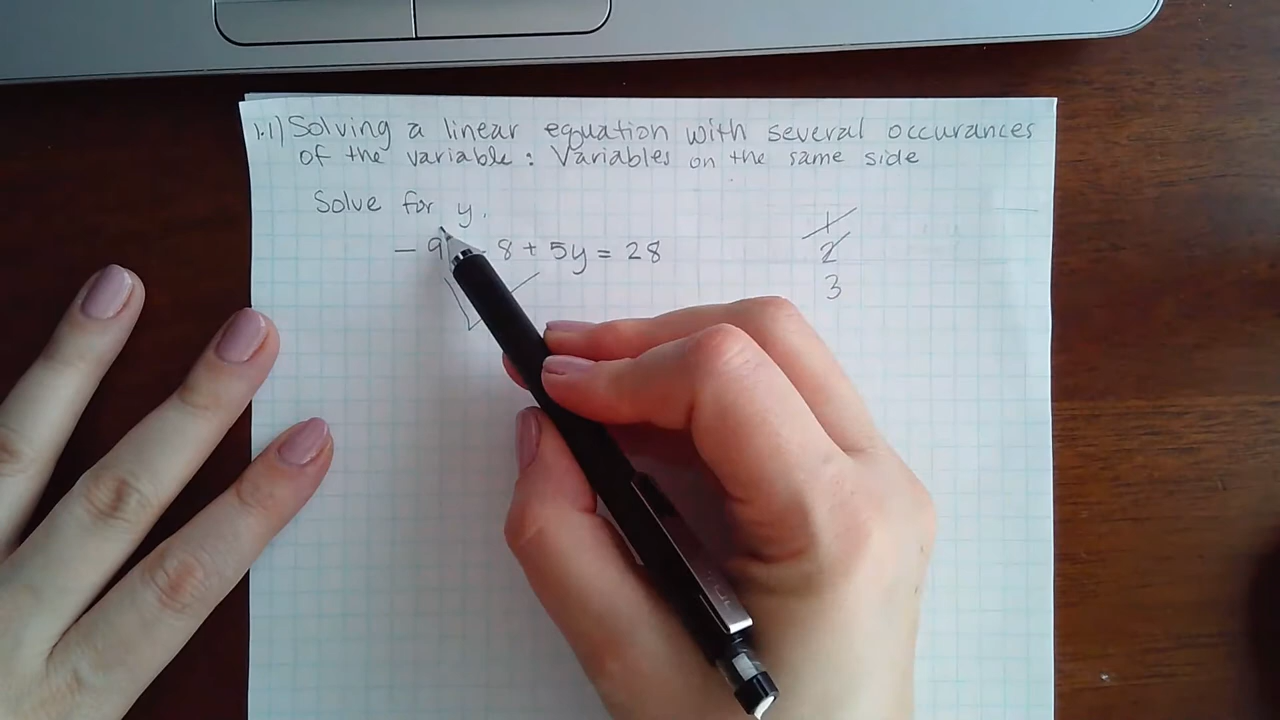 1.1) Solving a linear equation with several occurances
of the variable: Variables on the same side
Solve for y.
- 9 - 8 + 5y = 28
1
2
3